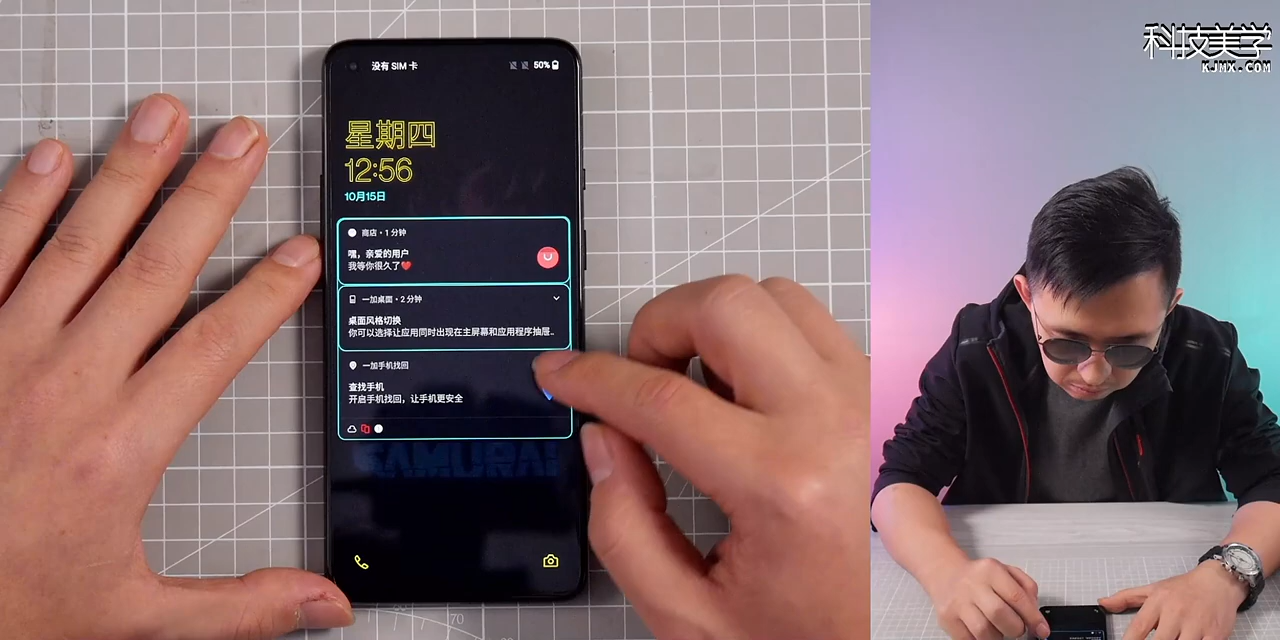 科技美学
KJMX.COM
没有 SIM 卡
50%
星期四
12:56
10月15日
商店 • 1 分钟
嘿，亲爱的用户
我等你很久了❤️
一加桌面 • 2 分钟
桌面风格切换
你可以选择让应用同时出现在主屏幕和应用程序抽屉..
一加手机找回
查找手机
开启手机找回，让手机更安全
SAMURAI
70